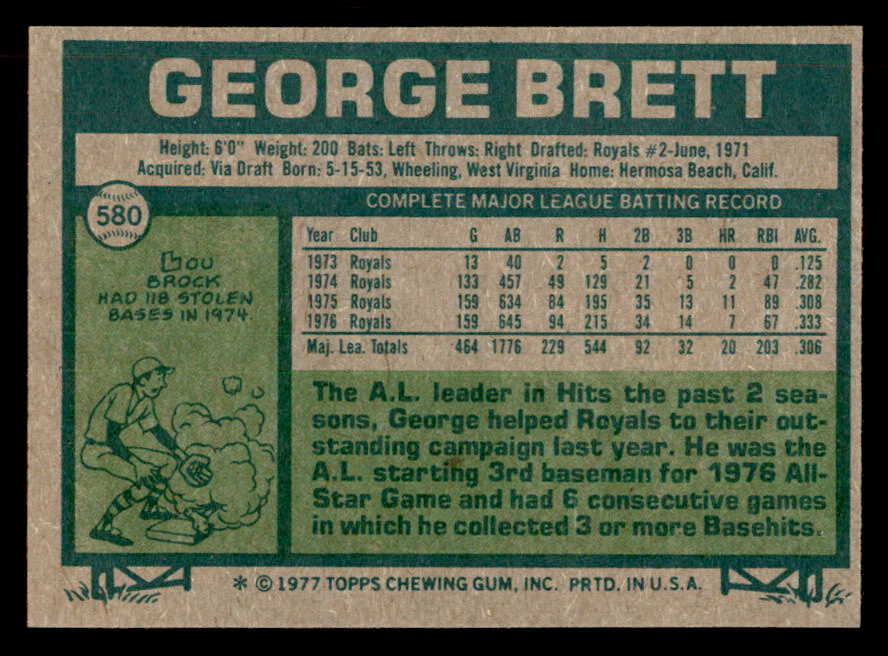 GEORGE BRETT
Height: 6'0" Weight: 200 Bats: Left Throws: Right Drafted: Royals #2-June, 1971
Acquired: Via Draft Born: 5-15-53, Wheeling, West Virginia Home: Hermosa Beach, Calif.
580
COMPLETE MAJOR LEAGUE BATTING RECORD
Year Club G AB R H 2B 3B HR RBI AVG.
1973 Royals 13 40 2 5 2 0 0 0 .125
1974 Royals 133 457 49 129 21 5 2 47 .282
1975 Royals 159 634 84 195 35 13 11 89 .308
1976 Royals 159 645 94 215 34 14 7 67 .333
Maj. Lea. Totals 464 1776 229 544 92 32 20 203 .306
LOU
BROCK
HAD 118 STOLEN
BASES IN 1974.
The A.L. leader in Hits the past 2 sea-
sons, George helped Royals to their out-
standing campaign last year. He was the
A.L. starting 3rd baseman for 1976 All-
Star Game and had 6 consecutive games
in which he collected 3 or more Basehits.
* © 1977 TOPPS CHEWING GUM, INC. PRTD. IN U.S.A.